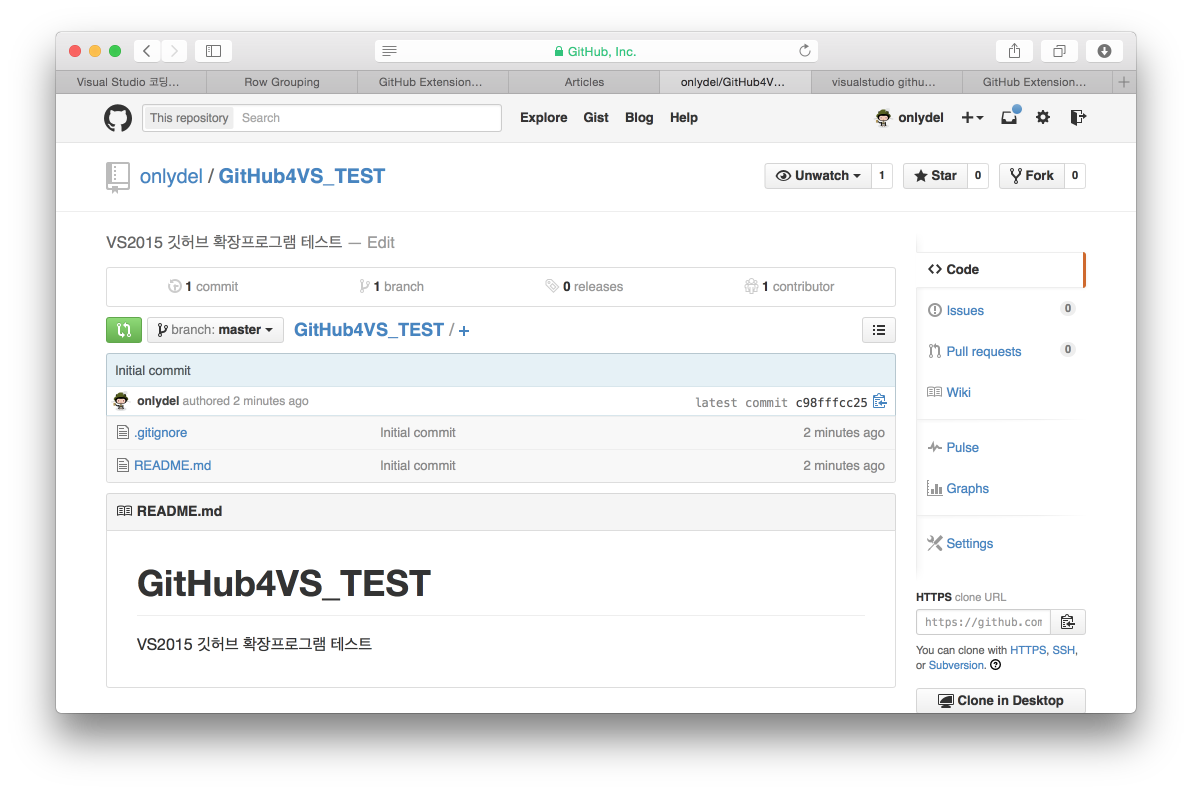 GitHub, Inc.
Visual Studio 코딩... Row Grouping GitHub Extension... Articles onlydel/GitHub4V... visualstudio githu... GitHub Extension...
This repository Search Explore Gist Blog Help onlydel
onlydel / GitHub4VS_TEST Unwatch 1 Star 0 Fork 0
VS2015 깃허브 확장프로그램 테스트 — Edit
1 commit 1 branch 0 releases 1 contributor
branch: master GitHub4VS_TEST / +
Initial commit
onlydel authored 2 minutes ago latest commit c98fffcc25
.gitignore Initial commit 2 minutes ago
README.md Initial commit 2 minutes ago
README.md
GitHub4VS_TEST
VS2015 깃허브 확장프로그램 테스트
Code
Issues 0
Pull requests 0
Wiki
Pulse
Graphs
Settings
HTTPS clone URL
https://github.com
You can clone with HTTPS, SSH,
or Subversion.
Clone in Desktop